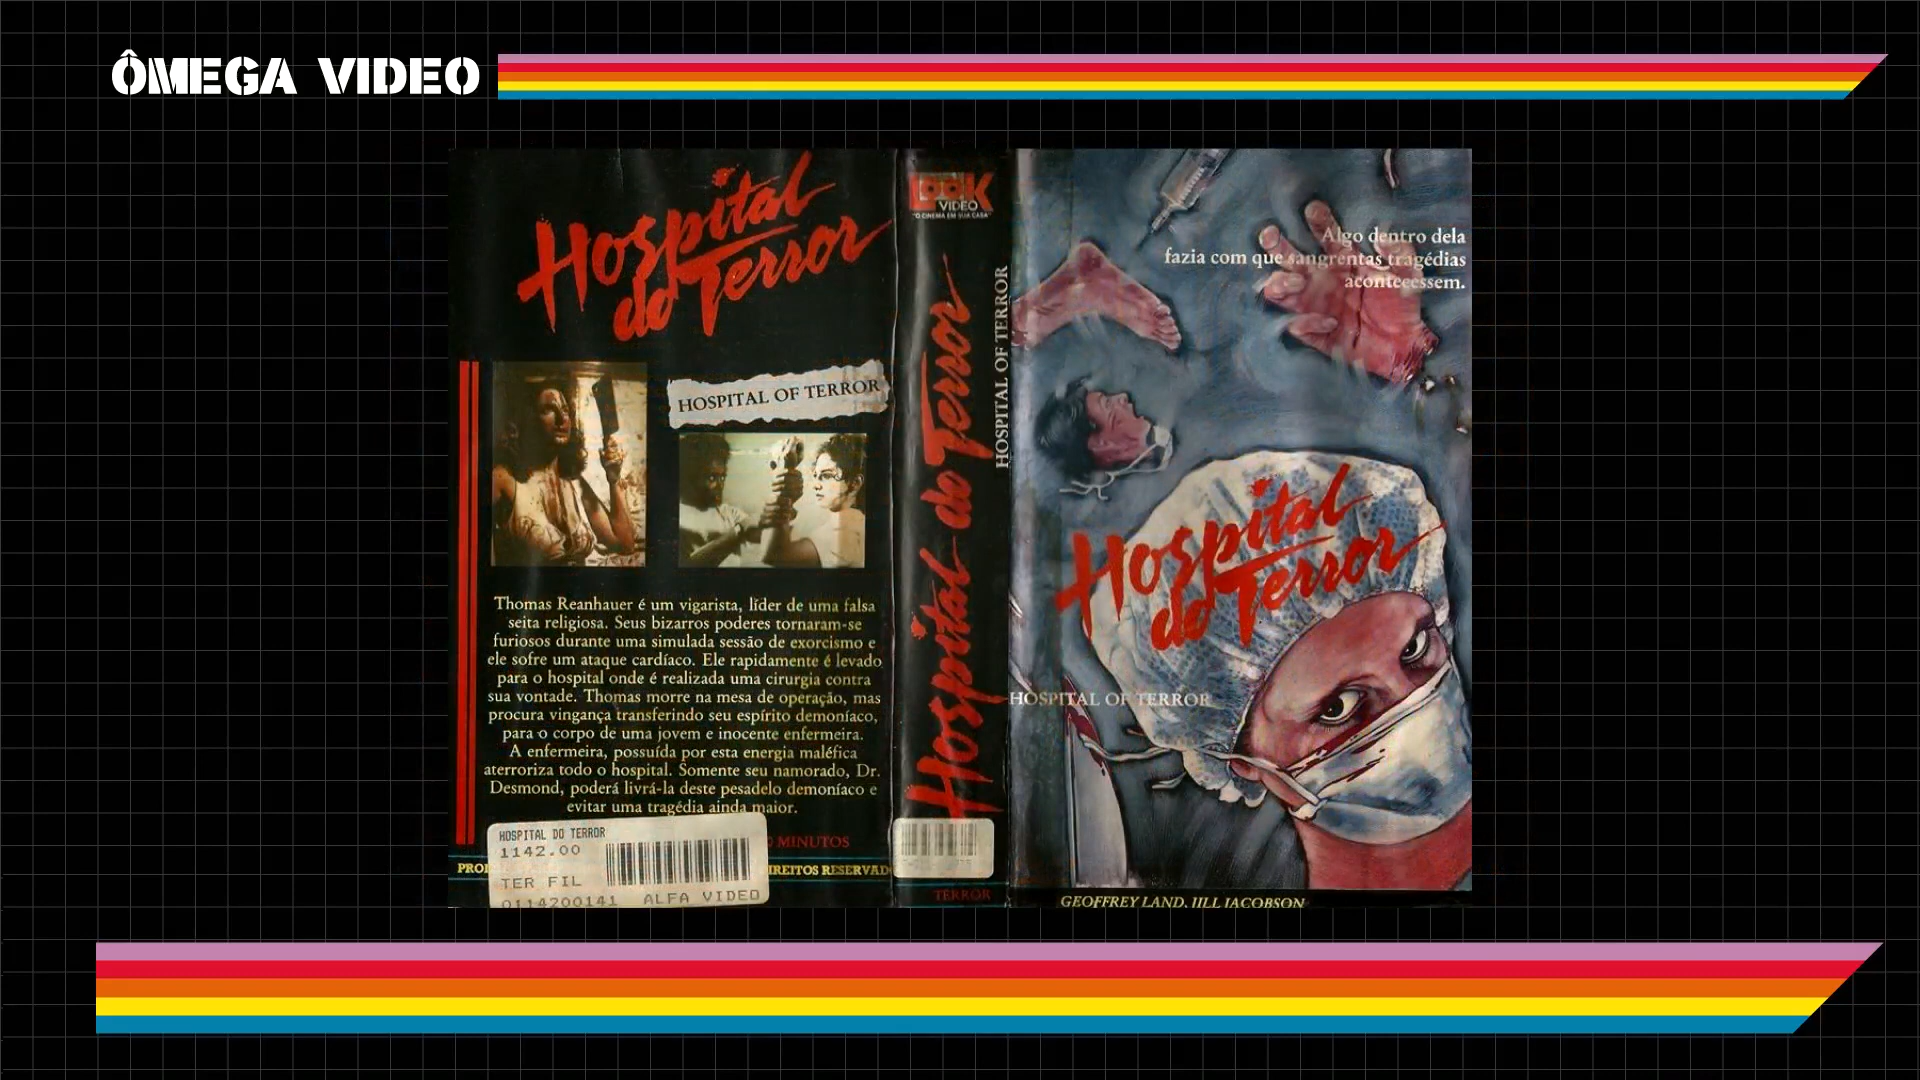 ÔMEGA VIDEO
Hospital
do Terror
HOSPITAL OF TERROR
Thomas Reanhauer é um vigarista, líder de uma falsa
seita religiosa. Seus bizarros poderes tornaram-se
furiosos durante uma simulada sessão de exorcismo e
ele sofre um ataque cardíaco. Ele rapidamente é levado
para o hospital onde é realizada uma cirurgia contra
sua vontade. Thomas morre na mesa de operação, mas
procura vingança transferindo seu espírito demoníaco,
para o corpo de uma jovem e inocente enfermeira.
A enfermeira, possuída por esta energia maléfica
aterroriza todo o hospital. Somente seu namorado, Dr.
Desmond, poderá livrá-la deste pesadelo demoníaco e
evitar uma tragédia ainda maior.
MINUTOS
HOSPITAL DO TERROR
1142.00
TER FIL
0114200141 ALFA VIDEO
LOOK
VIDEO
"O CINEMA EM SUA CASA"
Hospital do Terror
HOSPITAL OF TERROR
TERROR
Algo dentro dela
fazia com que sangrentas tragédias
acontecessem.
Hospital
do Terror
HOSPITAL OF TERROR
GEOFFREY LAND, JILL JACOBSON